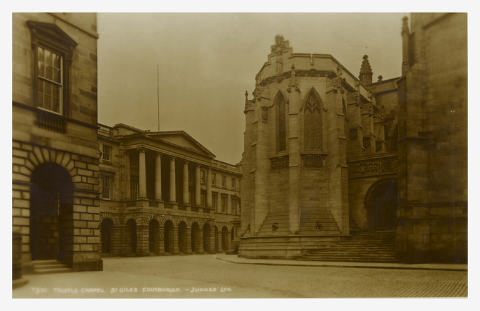 THISTLE CHAPEL ST GILES EDINBURGH. – JUDGES' LTD.